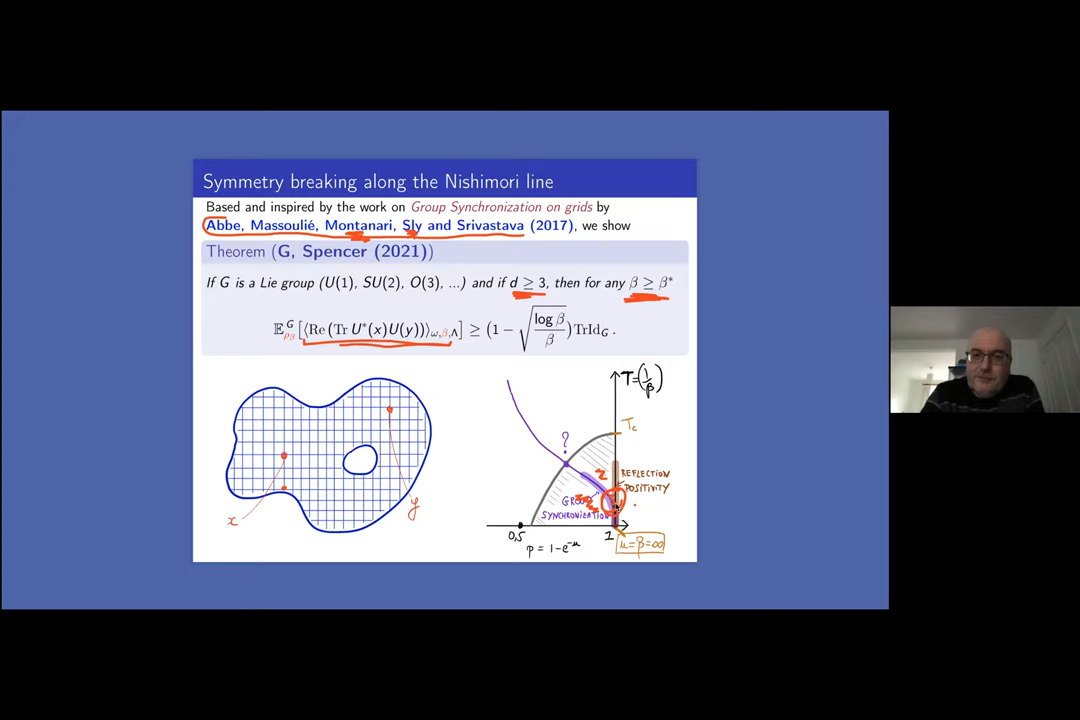 Symmetry breaking along the Nishimori line
Based and inspired by the work on Group Synchronization on grids by
Abbe, Massoulié, Montanari, Sly and Srivastava (2017), we show
Theorem (G, Spencer (2021))
If G is a Lie group (U(1), SU(2), O(3), ...) and if d ≥ 3, then for any β ≥ β*
𝔼^G_{ρ_β}[⟨Re (Tr U*(x)U(y))⟩_{ω,β,Λ}] ≥ (1 − √(log β / β)) TrId_G .
T=(1/β)
Tc
?
REFLECTION
POSITIVITY
SYNCHRONIZATION
x
y
0,5
1
p = 1-e^{-μ}
μ=β=∞